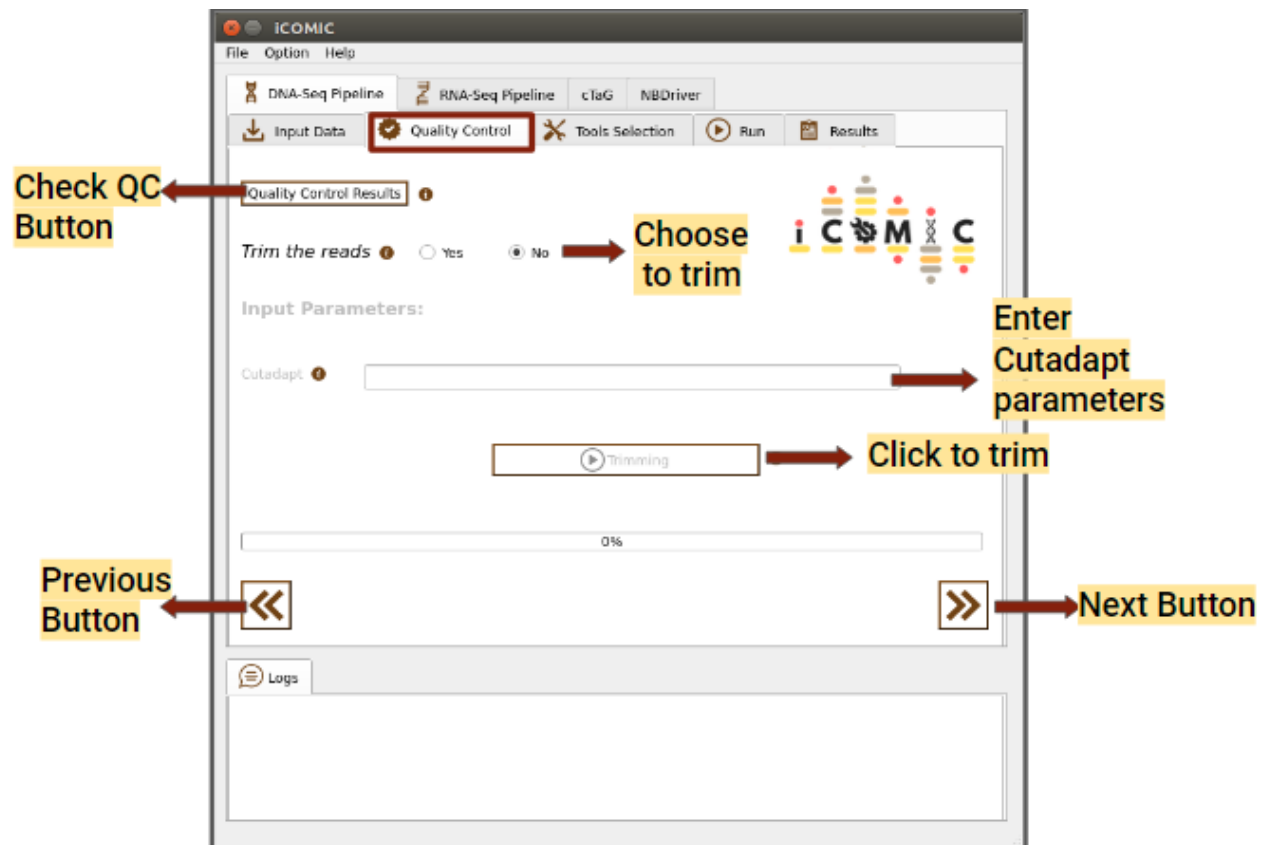 iCOMIC
File Option Help
DNA-Seq Pipeline RNA-Seq Pipeline cTaG NBDriver
Input Data Quality Control Tools Selection Run Results
Check QC
Button
Quality Control Results
iCOMIC
Trim the reads Yes No
Choose
to trim
Input Parameters:
Enter
Cutadapt
parameters
Cutadapt
Trimming
Click to trim
0%
Previous
Button
Next Button
Logs